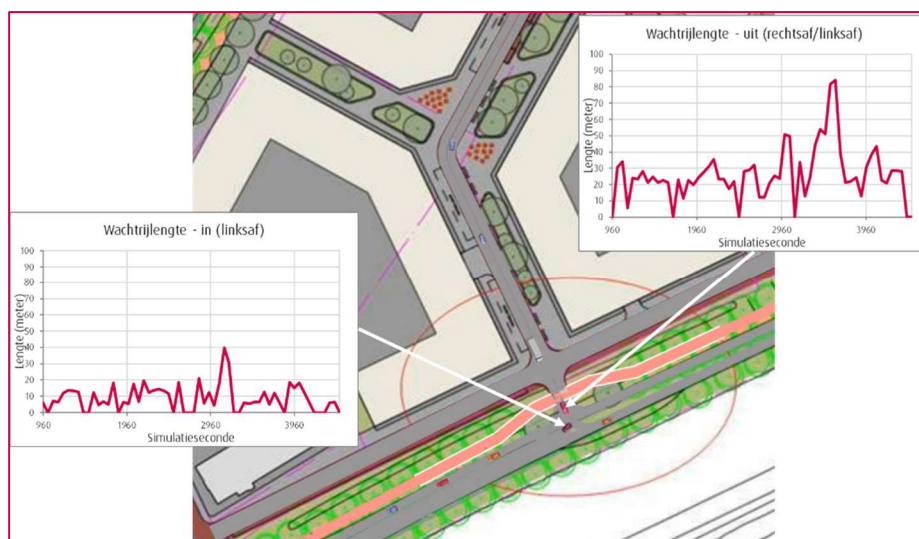 Wachtrijlengte - uit (rechtsaf/linksaf)
Lengte (meter)
100
90
80
70
60
50
40
30
20
10
0
960 1960 2960 3960
Simulatieseconde
Wachtrijlengte - in (linksaf)
Lengte (meter)
100
90
80
70
60
50
40
30
20
10
0
960 1960 2960 3960
Simulatieseconde